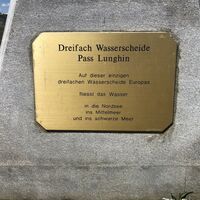 Dreifach Wasserscheide
Pass Lunghin
Auf dieser einzigen
dreifachen Wasserscheide Europas
fliesst das Wasser
in die Nordsee
ins Mittelmeer
und ins schwarze Meer